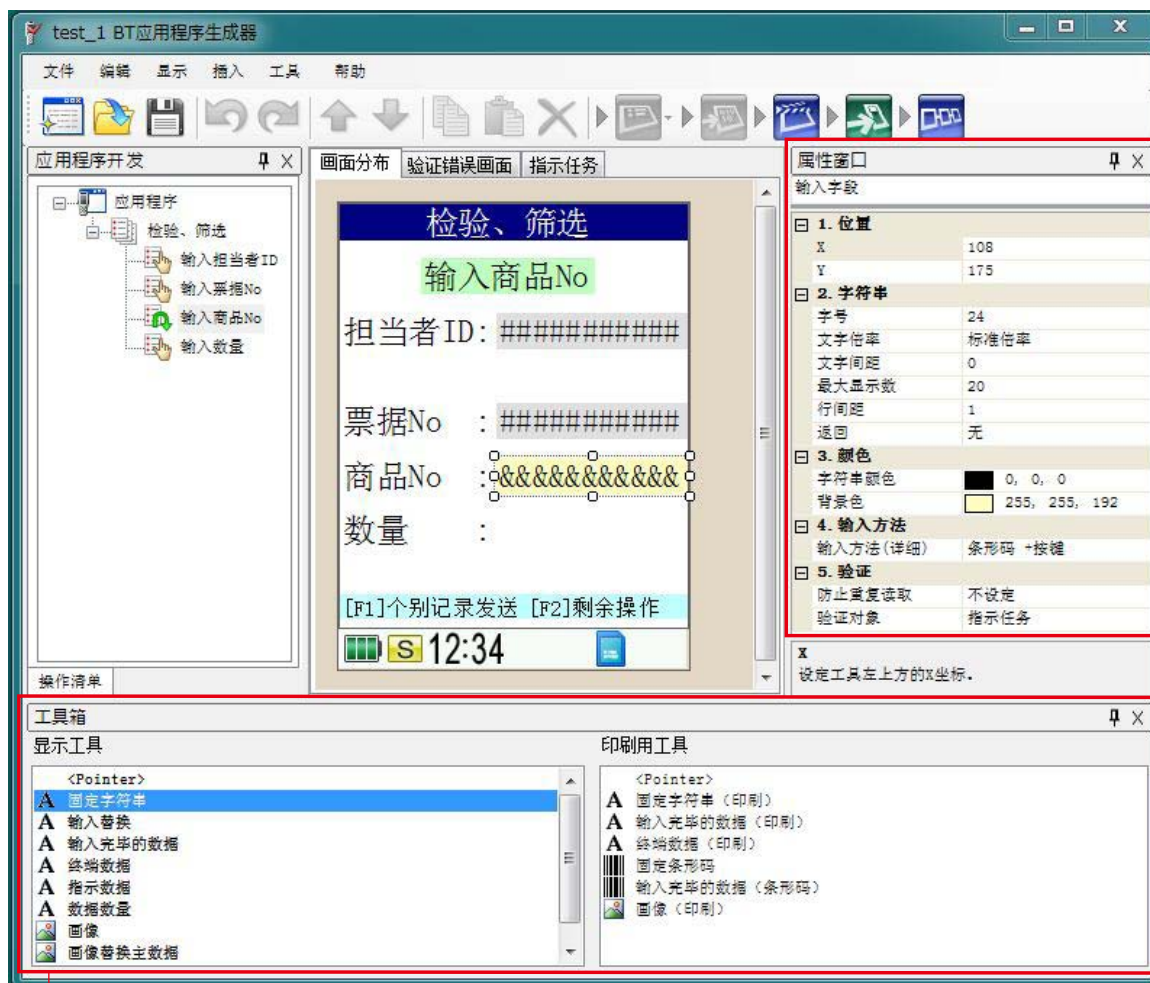 test_1 BT应用程序生成器
文件 编辑 显示 插入 工具 帮助
应用程序开发
应用程序
检验、筛选
输入担当者ID
输入票据No
输入商品No
输入数量
操作清单
画面分布 验证错误画面 指示任务
检验、筛选
输入商品No
担当者ID: ###########
票据No : ###########
商品No : &&&&&&&&&&&
数量 :
[F1]个别记录发送 [F2]剩余操作
S 12:34
属性窗口
输入字段
1. 位置
X 108
Y 175
2. 字符串
字号 24
文字倍率 标准倍率
文字间距 0
最大显示数 20
行间距 1
返回 无
3. 颜色
字符串颜色 0, 0, 0
背景色 255, 255, 192
4. 输入方法
输入方法(详细) 条形码 +按键
5. 验证
防止重复读取 不设定
验证对象 指示任务
X
设定工具左上方的X坐标.
工具箱
显示工具
<Pointer>
A 固定字符串
A 输入替换
A 输入完毕的数据
A 终端数据
A 指示数据
A 数据数量
画像
画像替换主数据
印刷用工具
<Pointer>
A 固定字符串（印刷）
A 输入完毕的数据（印刷）
A 终端数据（印刷）
固定条形码
输入完毕的数据（条形码）
画像（印刷）